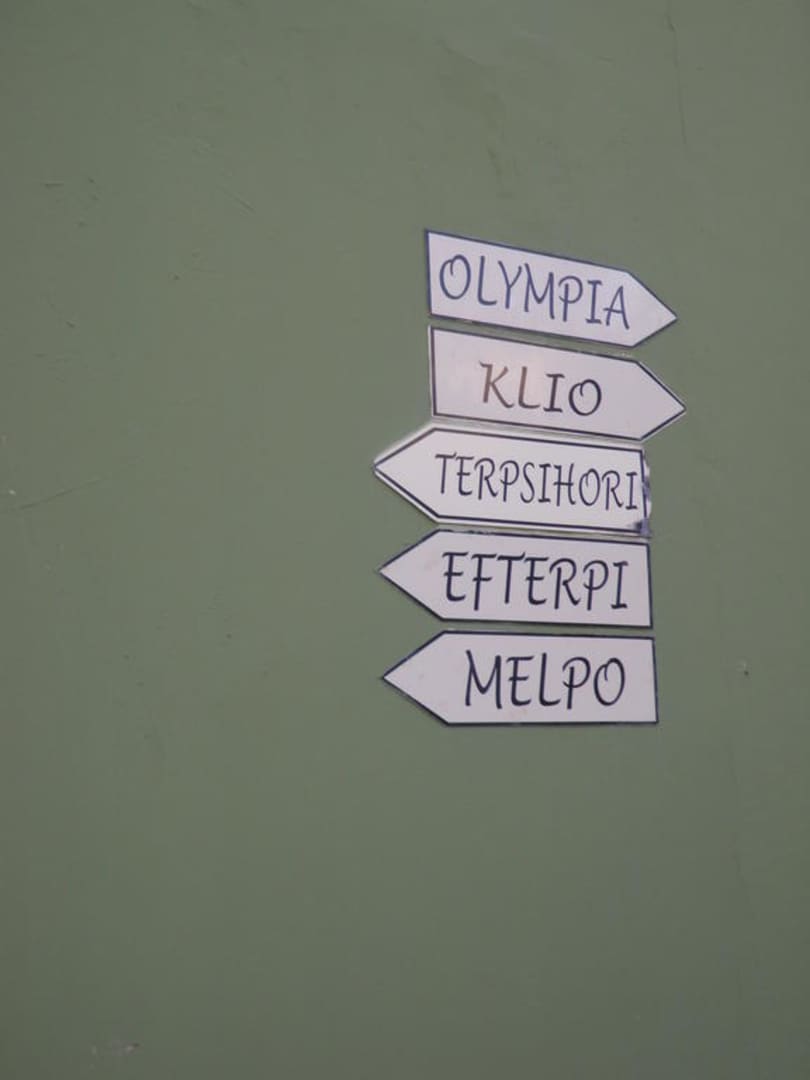 OLYMPIA
KLIO
TERPSIHORI
EFTERPI
MELPO